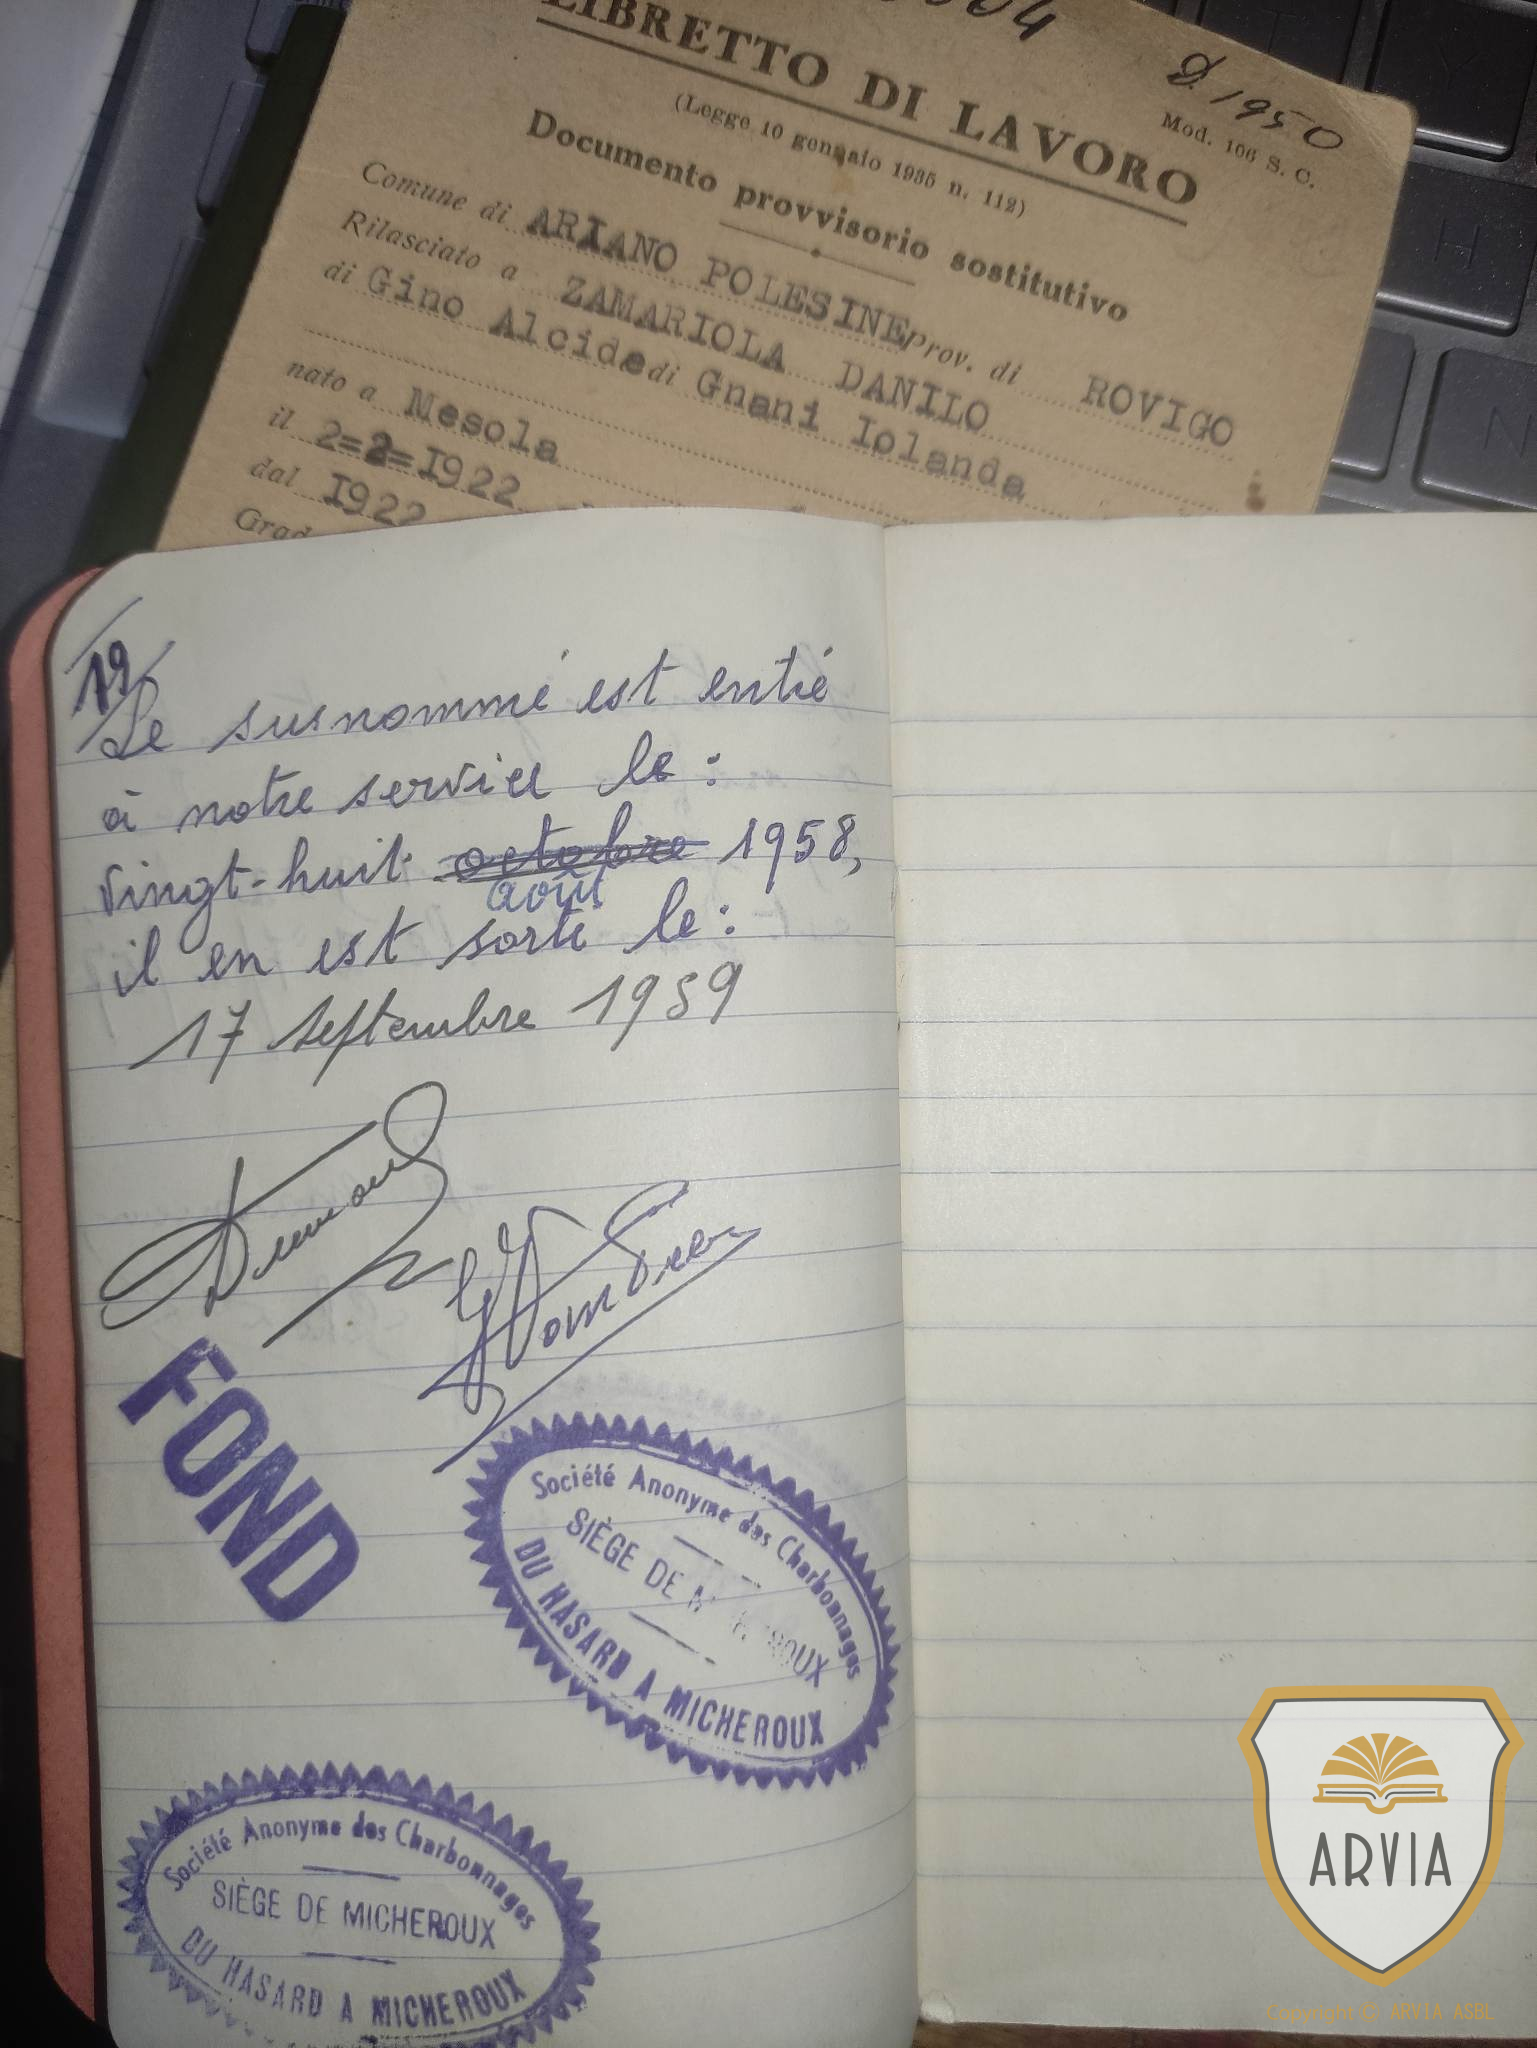 LIBRETTO DI LAVORO
(Legge 10 gennaio 1935 n. 112)
D. 1950
Mod. 106 S. C.
Documento provvisorio sostitutivo
Comune di ARIANO POLESINE Prov. di ROVIGO
Rilasciato a ZAMARIOLA DANILO
di Gino Alcide di Gnani Iolanda
nato a Mesola
il 2=2=I922
dal I922
19
Le susnommé est entré
à notre service le :
vingt-huit octobre 1958,
août
il en est sorti le :
17 septembre 1959
FOND
Société Anonyme des Charbonnages
SIÈGE DE M ROUX
DU HASARD A MICHEROUX
Société Anonyme des Charbonnages
SIÈGE DE MICHEROUX
DU HASARD A MICHEROUX
ARVIA
Copyright © ARVIA ASBL